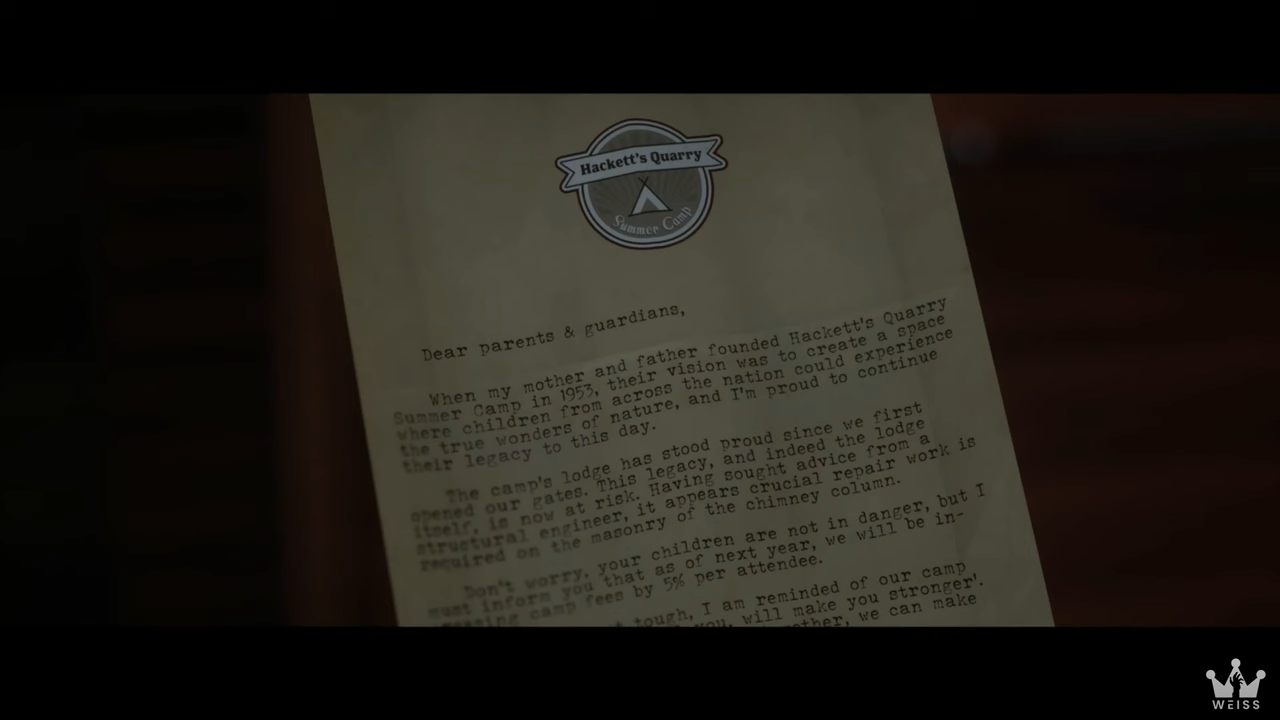 Hackett's Quarry
Summer Camp
Dear parents & guardians,
When my mother and father founded Hackett's Quarry
Summer Camp in 1953, their vision was to create a space
where children from across the nation could experience
the true wonders of nature, and I'm proud to continue
their legacy to this day.
The camp's lodge has stood proud since we first
opened our gates. This legacy, and indeed the lodge
itself, is now at risk. Having sought advice from a
structural engineer, it appears crucial repair work is
required on the masonry of the chimney column.
Don't worry, your children are not in danger, but I
must inform you that as of next year, we will be in-
creasing camp fees by 5% per attendee.
tough, I am reminded of our camp
you, will make you stronger'.
we can make
WEISS